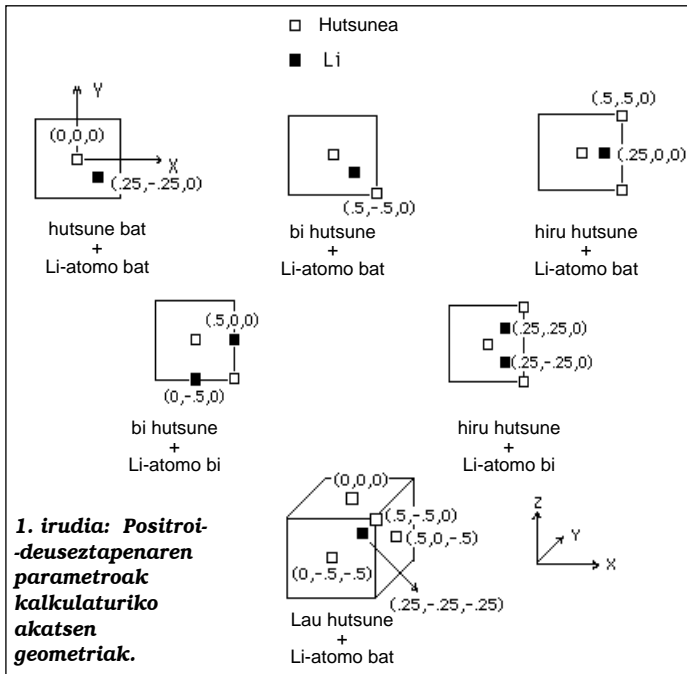 Hutsunea
Li
Y
(0,0,0)
X
(.25,-.25,0)
hutsune bat
+
Li-atomo bat
(.5,-.5,0)
bi hutsune
+
Li-atomo bat
(.5,.5,0)
(.25,0,0)
hiru hutsune
+
Li-atomo bat
(.5,0,0)
(0,-.5,0)
bi hutsune
+
Li-atomo bi
(.25,.25,0)
(.25,-.25,0)
hiru hutsune
+
Li-atomo bi
(0,0,0)
(.5,-.5,0)
(.5,0,-.5)
(0,-.5,-.5)
(.25,-.25,-.25)
Lau hutsune
+
Li-atomo bat
Z
Y
X
1. irudia: Positroi-
-deuseztapenaren
parametroak
kalkulaturiko
akatsen
geometriak.